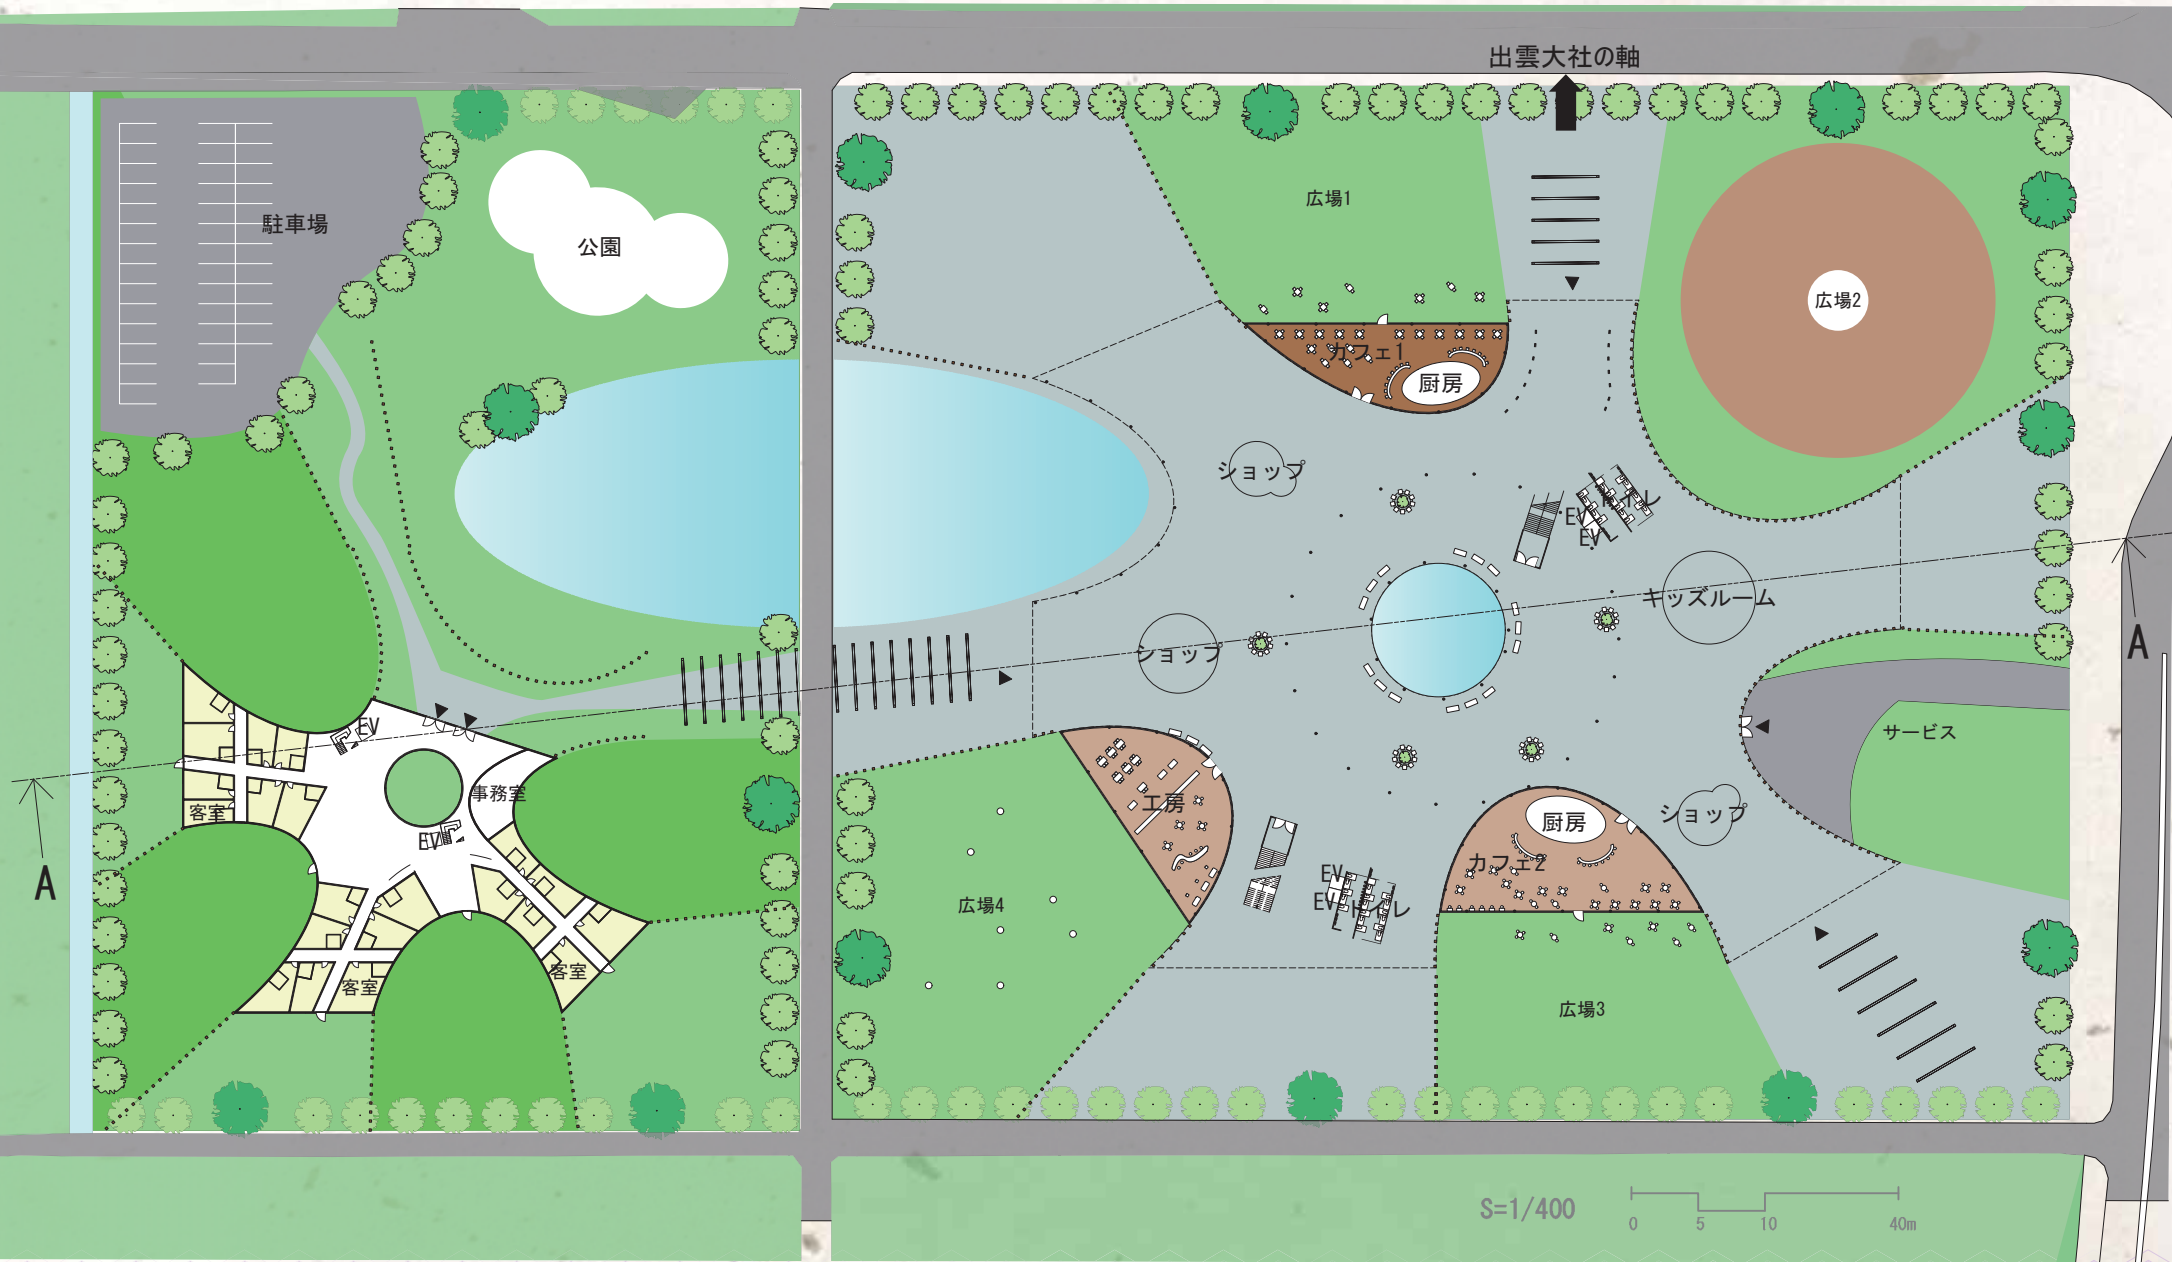 出雲大社の軸
駐車場
公園
広場1
広場2
カフェ1
厨房
ショップ
トイレ
EV
EV
キッズルーム
ショップ
EV
事務室
客室
EV
サービス
工房
ショップ
厨房
カフェ2
A
A
EV
EV
トイレ
広場4
客室
客室
広場3
S=1/400
0 5 10 40m